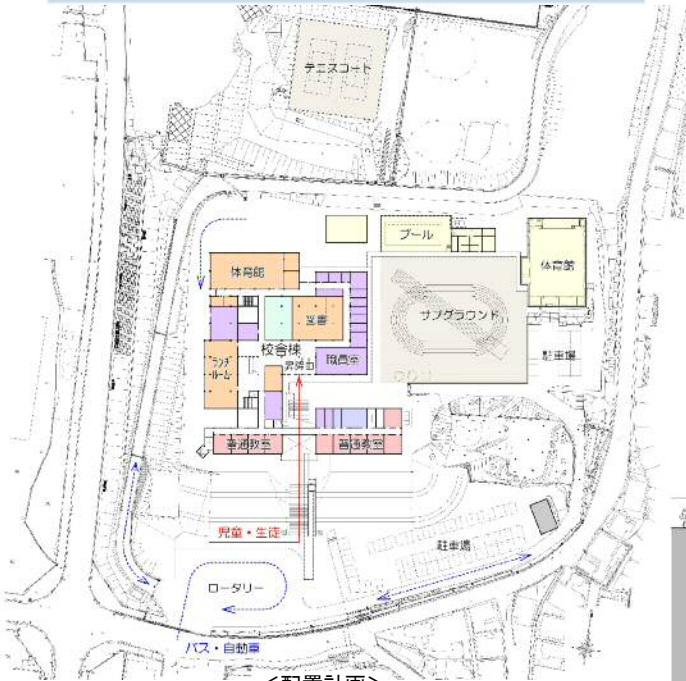 テニスコート
プール
体育館
体育館
図書
サブグラウンド
校舎棟
昇降口
ランチ
ルーム
職員室
駐車場
普通教室
普通教室
児童・生徒
駐車場
ロータリー
バス・自動車
<配置計画>